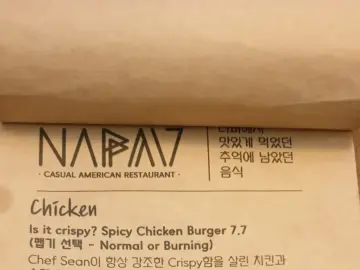 NAPAM7
· CASUAL AMERICAN RESTAURANT ·
맛있게 먹었던
추억에 남았던
음식
Chicken
Is it crispy? Spicy Chicken Burger 7.7
(맵기 선택 - Normal or Burning)
Chef Sean이 항상 강조한 Crispy함을 살린 치킨과